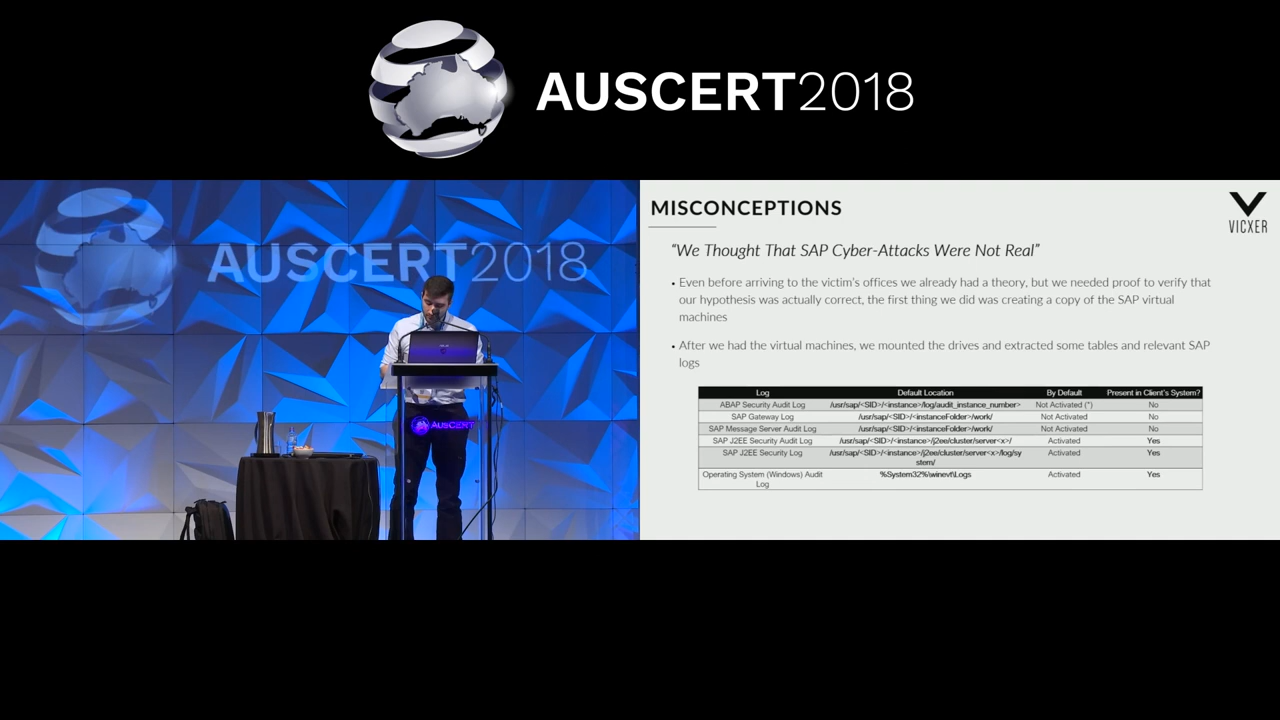 AUSCERT2018
AUSCERT2018
AUSCERT
MISCONCEPTIONS
VICXER
“We Thought That SAP Cyber-Attacks Were Not Real”
• Even before arriving to the victim’s offices we already had a theory, but we needed proof to verify that
our hypothesis was actually correct, the first thing we did was creating a copy of the SAP virtual
machines
• After we had the virtual machines, we mounted the drives and extracted some tables and relevant SAP
logs
Log Default Location By Default Present in Client's System?
ABAP Security Audit Log /usr/sap/<SID>/<instance>/log/audit_instance_number> Not Activated (*) No
SAP Gateway Log /usr/sap/<SID>/<instanceFolder>/work/ Not Activated No
SAP Message Server Audit Log /usr/sap/<SID>/<instanceFolder>/work/ Not Activated No
SAP J2EE Security Audit Log /usr/sap/<SID>/<instance>/j2ee/cluster/server<x>/ Activated Yes
SAP J2EE Security Log /usr/sap/<SID>/<instance>/j2ee/cluster/server<x>/log/sy Activated Yes
stem/
Operating System (Windows) Audit %System32%\winevt\Logs Activated Yes
Log